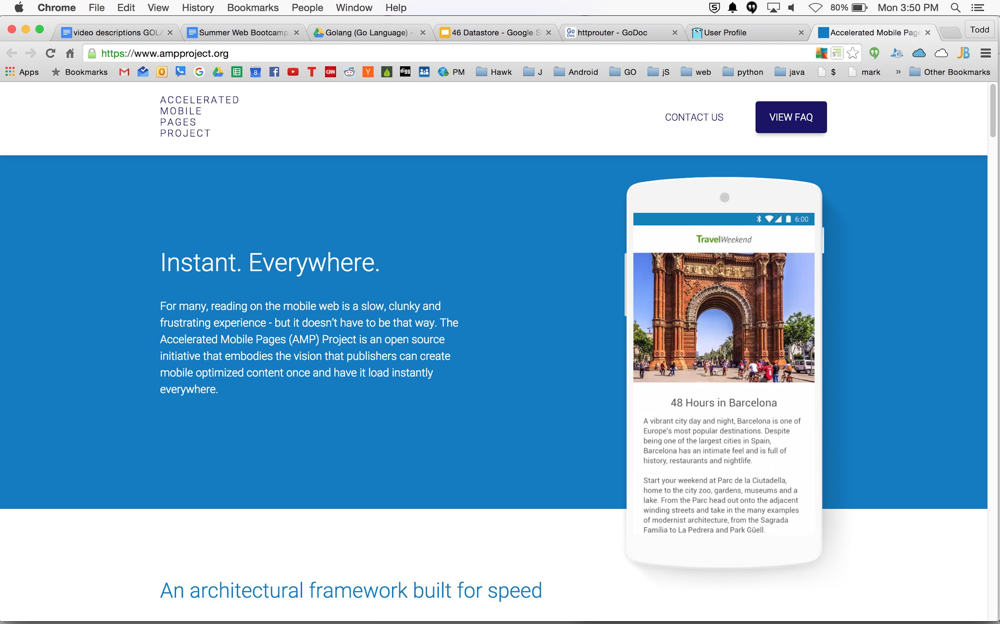 Chrome File Edit View History Bookmarks People Window Help 80% Mon 3:50 PM
video descriptions GOLA Summer Web Bootcamp Golang (Go Language) - 46 Datastore - Google S httprouter - GoDoc User Profile Accelerated Mobile Page Todd
https://www.ampproject.org
Apps Bookmarks PM Hawk J Android GO jS web python java $ mark » Other Bookmarks
ACCELERATED
MOBILE
PAGES
PROJECT
CONTACT US
VIEW FAQ
Instant. Everywhere.
For many, reading on the mobile web is a slow, clunky and
frustrating experience - but it doesn’t have to be that way. The
Accelerated Mobile Pages (AMP) Project is an open source
initiative that embodies the vision that publishers can create
mobile optimized content once and have it load instantly
everywhere.
6:00
TravelWeekend
48 Hours in Barcelona
A vibrant city day and night, Barcelona is one of
Europe's most popular destinations. Despite
being one of the largest cities in Spain,
Barcelona has an intimate feel and is full of
history, restaurants and nightlife.
Start your weekend at Parc de la Ciutadella,
home to the city zoo, gardens, museums and a
lake. From the Parc head out onto the adjacent
winding streets and take in the many examples
of modernist architecture, from the Sagrada
Família to La Pedrera and Park Güell.
An architectural framework built for speed